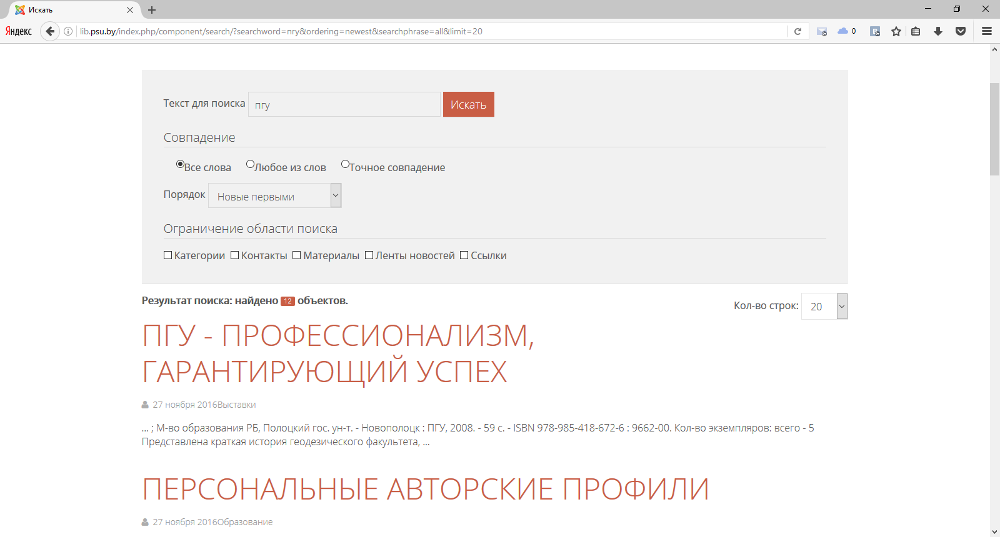 Искать
Яндекс
lib.psu.by/index.php/component/search/?searchword=пгу&ordering=newest&searchphrase=all&limit=20
0
Текст для поиска пгу Искать
Совпадение
Все слова Любое из слов Точное совпадение
Порядок Новые первыми
Ограничение области поиска
Категории Контакты Материалы Ленты новостей Ссылки
Результат поиска: найдено 12 объектов.
Кол-во строк: 20
ПГУ - ПРОФЕССИОНАЛИЗМ,
ГАРАНТИРУЮЩИЙ УСПЕХ
27 ноября 2016Выставки
... ; М-во образования РБ, Полоцкий гос. ун-т. - Новополоцк : ПГУ, 2008. - 59 с. - ISBN 978-985-418-672-6 : 9662-00. Кол-во экземпляров: всего - 5
Представлена краткая история геодезического факультета, ...
ПЕРСОНАЛЬНЫЕ АВТОРСКИЕ ПРОФИЛИ
27 ноября 2016Образование